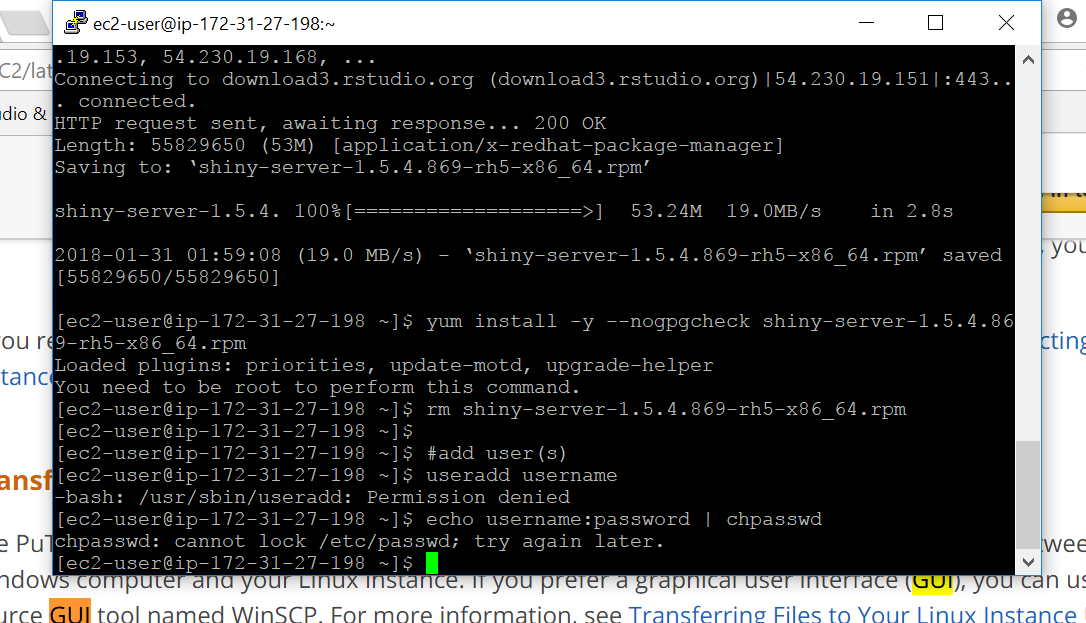 ec2-user@ip-172-31-27-198:~
.19.153, 54.230.19.168, ...
Connecting to download3.rstudio.org (download3.rstudio.org)|54.230.19.151|:443..
. connected.
HTTP request sent, awaiting response... 200 OK
Length: 55829650 (53M) [application/x-redhat-package-manager]
Saving to: ‘shiny-server-1.5.4.869-rh5-x86_64.rpm’
shiny-server-1.5.4. 100%[===================>]  53.24M  19.0MB/s    in 2.8s
2018-01-31 01:59:08 (19.0 MB/s) - ‘shiny-server-1.5.4.869-rh5-x86_64.rpm’ saved
[55829650/55829650]
[ec2-user@ip-172-31-27-198 ~]$ yum install -y --nogpgcheck shiny-server-1.5.4.86
9-rh5-x86_64.rpm
Loaded plugins: priorities, update-motd, upgrade-helper
You need to be root to perform this command.
[ec2-user@ip-172-31-27-198 ~]$ rm shiny-server-1.5.4.869-rh5-x86_64.rpm
[ec2-user@ip-172-31-27-198 ~]$
[ec2-user@ip-172-31-27-198 ~]$ #add user(s)
[ec2-user@ip-172-31-27-198 ~]$ useradd username
-bash: /usr/sbin/useradd: Permission denied
[ec2-user@ip-172-31-27-198 ~]$ echo username:password | chpasswd
chpasswd: cannot lock /etc/passwd; try again later.
[ec2-user@ip-172-31-27-198 ~]$
C2/lat
dio &
, you
ou re
cting
tance
ansf
e PuT
tween
ndows computer and your Linux instance. If you prefer a graphical user interface (GUI), you can us
urce GUI tool named WinSCP. For more information, see Transferring Files to Your Linux Instance